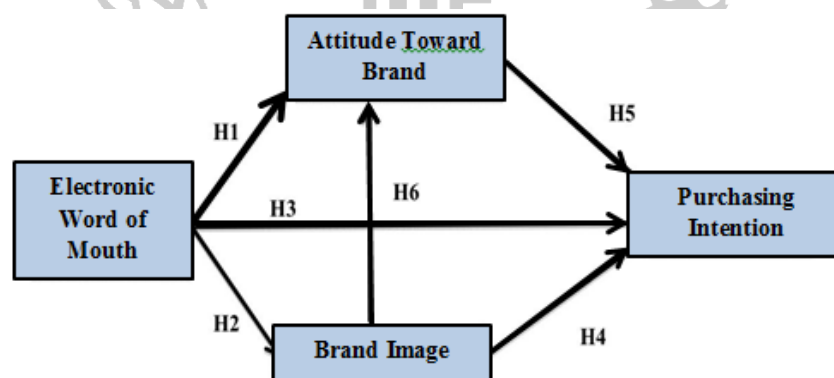 Attitude Toward
Brand
H1
H5
Electronic
Word of
Mouth
H3
H6
Purchasing
Intention
H2
Brand Image
H4